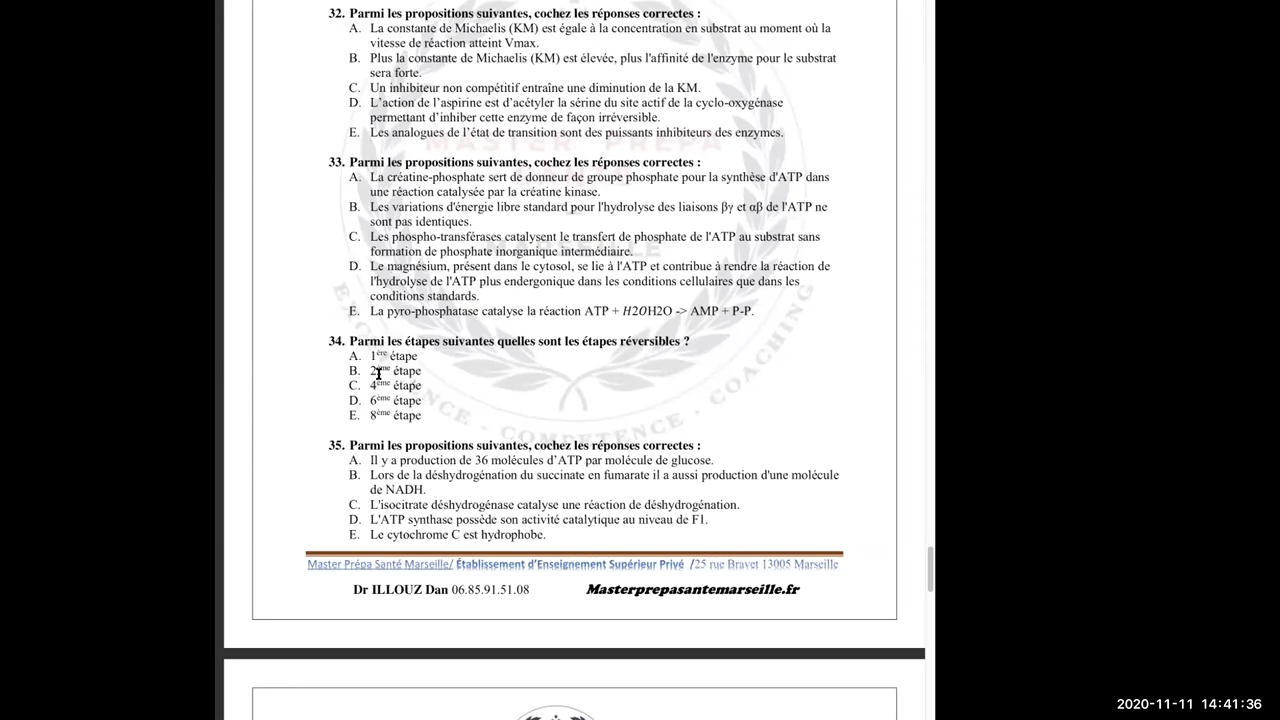 32. Parmi les propositions suivantes, cochez les réponses correctes :
A. La constante de Michaelis (KM) est égale à la concentration en substrat au moment où la
vitesse de réaction atteint Vmax.
B. Plus la constante de Michaelis (KM) est élevée, plus l'affinité de l'enzyme pour le substrat
sera forte.
C. Un inhibiteur non compétitif entraîne une diminution de la KM.
D. L’action de l’aspirine est d’acétyler la sérine du site actif de la cyclo-oxygénase
permettant d’inhiber cette enzyme de façon irréversible.
E. Les analogues de l’état de transition sont des puissants inhibiteurs des enzymes.
33. Parmi les propositions suivantes, cochez les réponses correctes :
A. La créatine-phosphate sert de donneur de groupe phosphate pour la synthèse d'ATP dans
une réaction catalysée par la créatine kinase.
B. Les variations d'énergie libre standard pour l'hydrolyse des liaisons βγ et αβ de l'ATP ne
sont pas identiques.
C. Les phospho-transférases catalysent le transfert de phosphate de l'ATP au substrat sans
formation de phosphate inorganique intermédiaire.
D. Le magnésium, présent dans le cytosol, se lie à l'ATP et contribue à rendre la réaction de
l'hydrolyse de l'ATP plus endergonique dans les conditions cellulaires que dans les
conditions standards.
E. La pyro-phosphatase catalyse la réaction ATP + H2OH2O -> AMP + P-P.
34. Parmi les étapes suivantes quelles sont les étapes réversibles ?
A. 1ère étape
B. 2ème étape
C. 4ème étape
D. 6ème étape
E. 8ème étape
35. Parmi les propositions suivantes, cochez les réponses correctes :
A. Il y a production de 36 molécules d’ATP par molécule de glucose.
B. Lors de la déshydrogénation du succinate en fumarate il a aussi production d'une molécule
de NADH.
C. L'isocitrate déshydrogénase catalyse une réaction de déshydrogénation.
D. L'ATP synthase possède son activité catalytique au niveau de F1.
E. Le cytochrome C est hydrophobe.
MASTER PREPA
MARSEILLE
EXCELLENCE - COMPETENCE - COACHING
Master Prépa Santé Marseille/ Établissement d’Enseignement Supérieur Privé /25 rue Bravet 13005 Marseille
Dr ILLOUZ Dan 06.85.91.51.08 Masterprepasantemarseille.fr
2020-11-11 14:41:36